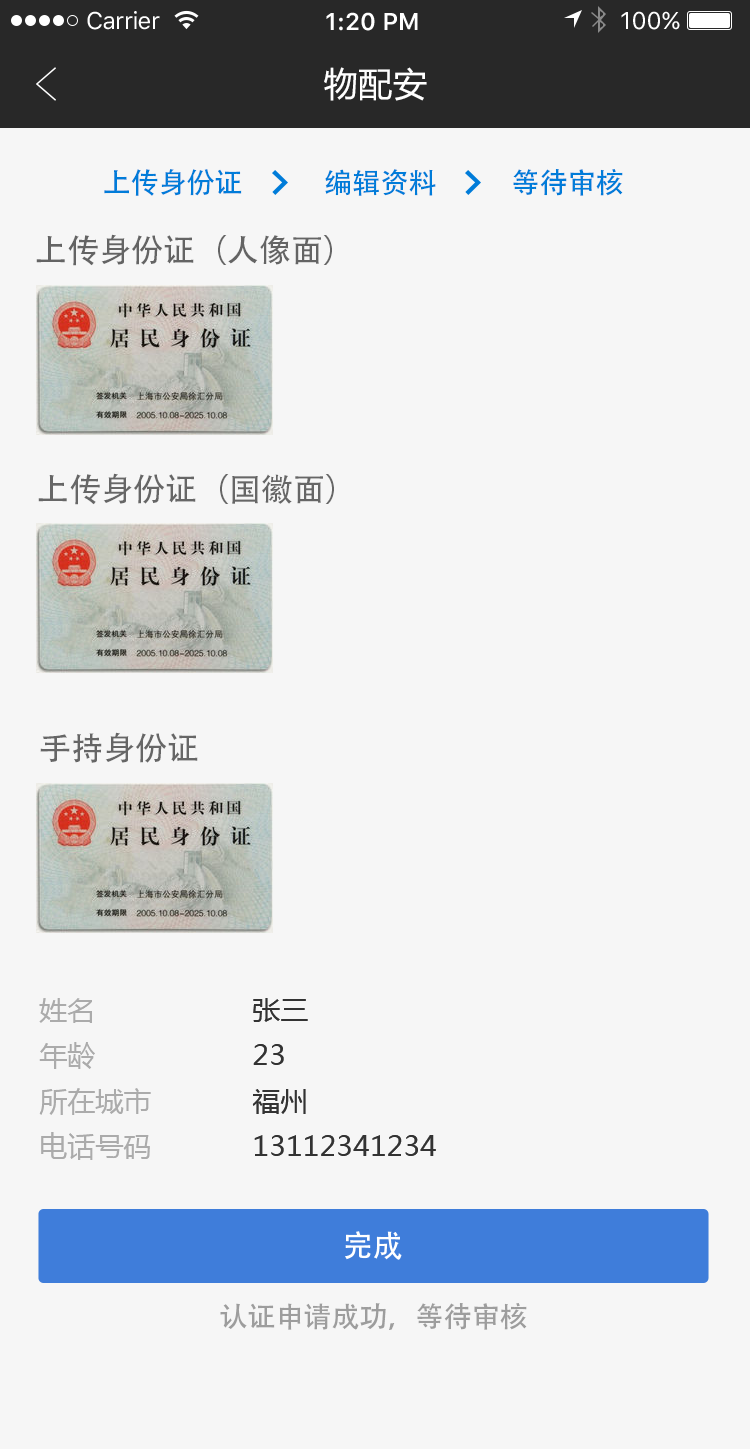 Carrier 1:20 PM 100%
物配安
上传身份证 编辑资料 等待审核
上传身份证（人像面）
中华人民共和国
居民身份证
签发机关 上海市公安局徐汇分局
有效期限 2005.10.08-2025.10.08
上传身份证（国徽面）
中华人民共和国
居民身份证
签发机关 上海市公安局徐汇分局
有效期限 2005.10.08-2025.10.08
手持身份证
中华人民共和国
居民身份证
签发机关 上海市公安局徐汇分局
有效期限 2005.10.08-2025.10.08
姓名 张三
年龄 23
所在城市 福州
电话号码 13112341234
完成
认证申请成功，等待审核